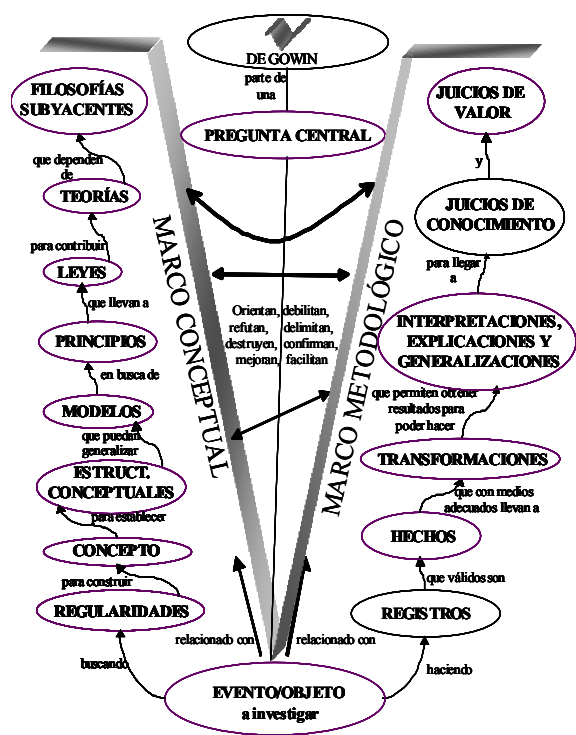 DE GOWIN
parte de
una
PREGUNTA CENTRAL
FILOSOFÍAS
SUBYACENTES
que dependen
de
TEORÍAS
para contribuir
LEYES
que llevan a
PRINCIPIOS
en busca de
MODELOS
que puedan
generalizar
ESTRUCT.
CONCEPTUALES
para establecer
CONCEPTO
para construir
REGULARIDADES
buscando
MARCO CONCEPTUAL
Orientan, debilitan,
refutan, delimitan,
destruyen, confirman,
mejoran, facilitan
MARCO METODOLÓGICO
relacionado con
relacionado con
EVENTO/OBJETO
a investigar
JUICIOS DE
VALOR
y
JUICIOS DE
CONOCIMIENTO
para llegar
a
INTERPRETACIONES,
EXPLICACIONES Y
GENERALIZACIONES
que permiten obtener
resultados para
poder hacer
TRANSFORMACIONES
que con medios
adecuados llevan a
HECHOS
que válidos son
REGISTROS
haciendo